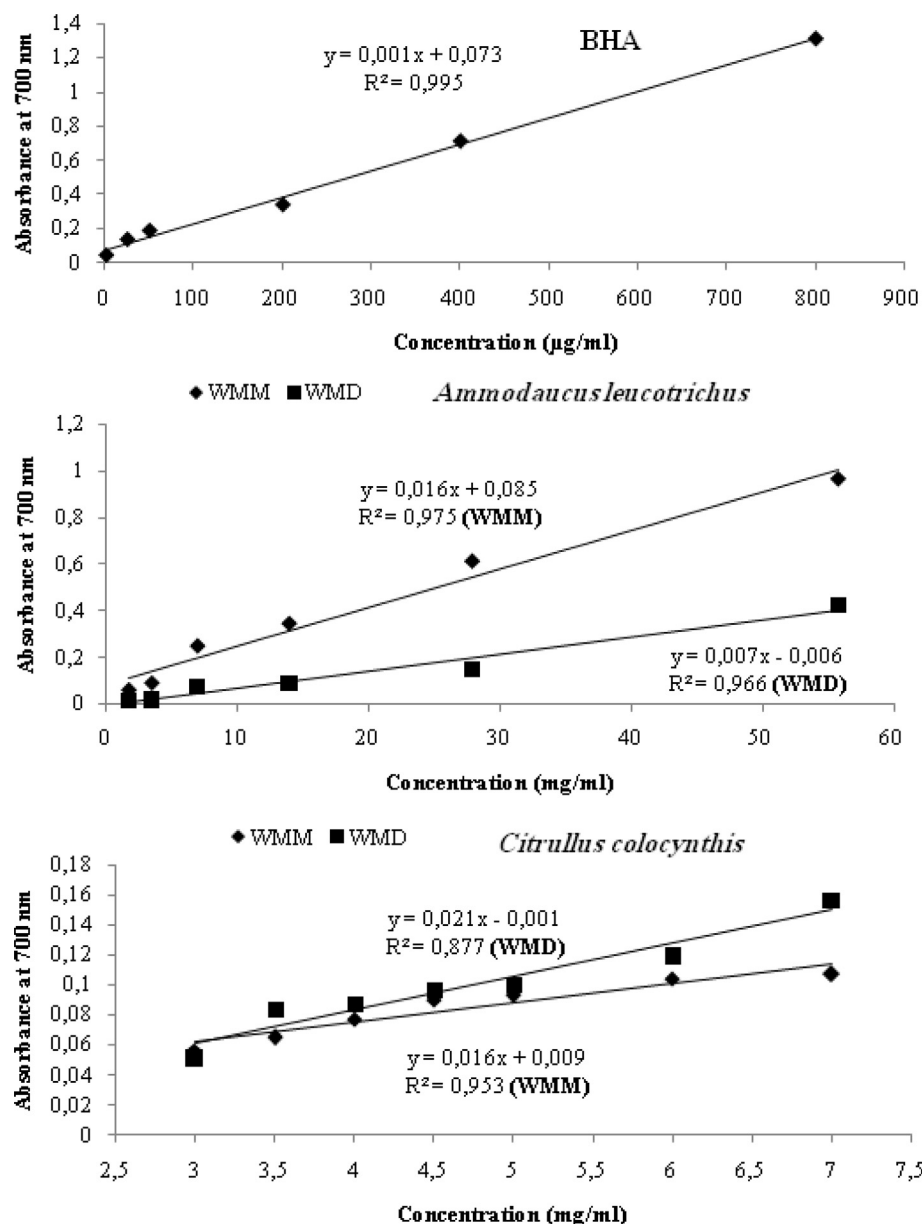 BHA
y = 0,001x + 0,073
R² = 0,995
Absorbance at 700 nm
1,4
1,2
1
0,8
0,6
0,4
0,2
0
0 100 200 300 400 500 600 700 800 900
Concentration (µg/ml)
WMM WMD Ammodaucus leucotrichus
y = 0,016x + 0,085
R² = 0,975 (WMM)
y = 0,007x - 0,006
R² = 0,966 (WMD)
Absorbance at 700 nm
1,2
1
0,8
0,6
0,4
0,2
0
0 10 20 30 40 50 60
Concentration (mg/ml)
WMM WMD Citrullus colocynthis
y = 0,021x - 0,001
R² = 0,877 (WMD)
y = 0,016x + 0,009
R² = 0,953 (WMM)
Absorbance at 700 nm
0,18
0,16
0,14
0,12
0,1
0,08
0,06
0,04
0,02
0
2,5 3 3,5 4 4,5 5 5,5 6 6,5 7 7,5
Concentration (mg/ml)